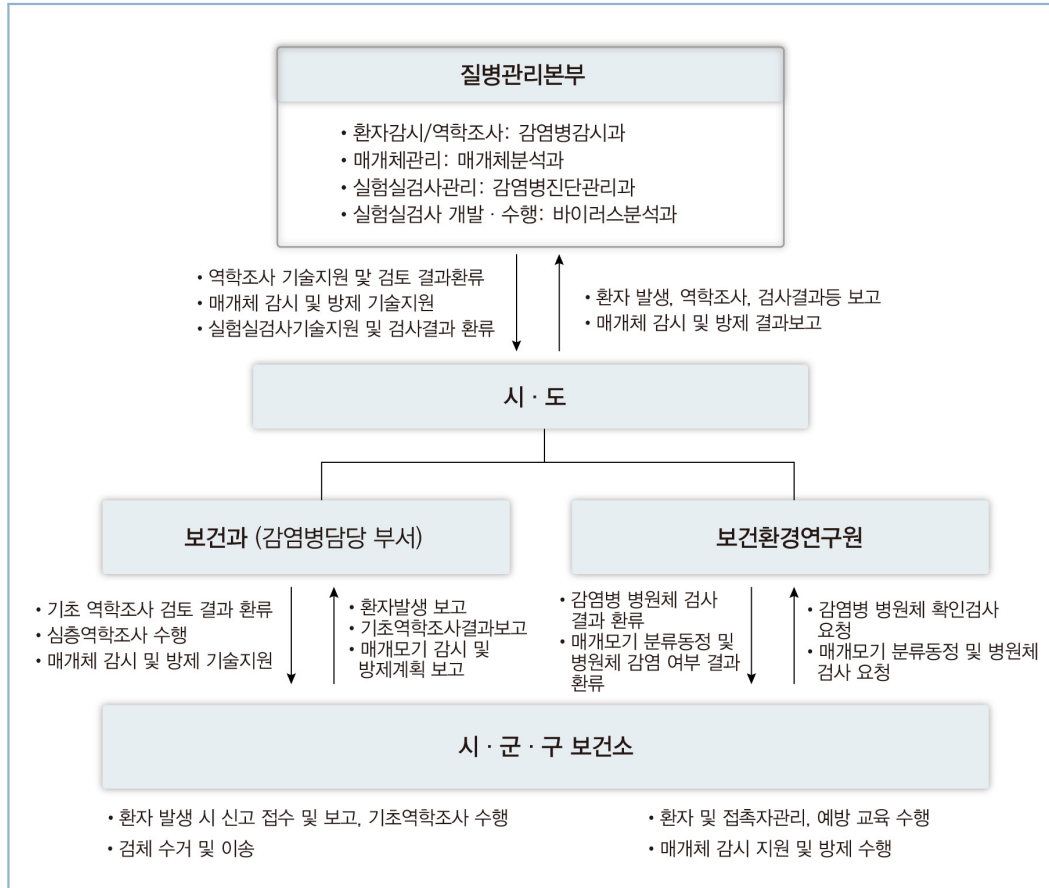 질병관리본부
• 환자감시/역학조사: 감염병감시과
• 매개체관리: 매개체분석과
• 실험실검사관리: 감염병진단관리과
• 실험실검사 개발 · 수행: 바이러스분석과
• 역학조사 기술지원 및 검토 결과환류
• 매개체 감시 및 방제 기술지원
• 실험실검사기술지원 및 검사결과 환류
• 환자 발생, 역학조사, 검사결과등 보고
• 매개체 감시 및 방제 결과보고
시 · 도
보건과 (감염병담당 부서)
보건환경연구원
• 기초 역학조사 검토 결과 환류
• 심층역학조사 수행
• 매개체 감시 및 방제 기술지원
• 환자발생 보고
• 기초역학조사결과보고
• 매개모기 감시 및
방제계획 보고
• 감염병 병원체 검사
결과 환류
• 매개모기 분류동정 및
병원체 감염 여부 결과
환류
• 감염병 병원체 확인검사
요청
• 매개모기 분류동정 및 병원체
검사 요청
시 · 군 · 구 보건소
• 환자 발생 시 신고 접수 및 보고, 기초역학조사 수행
• 검체 수거 및 이송
• 환자 및 접촉자관리, 예방 교육 수행
• 매개체 감시 지원 및 방제 수행